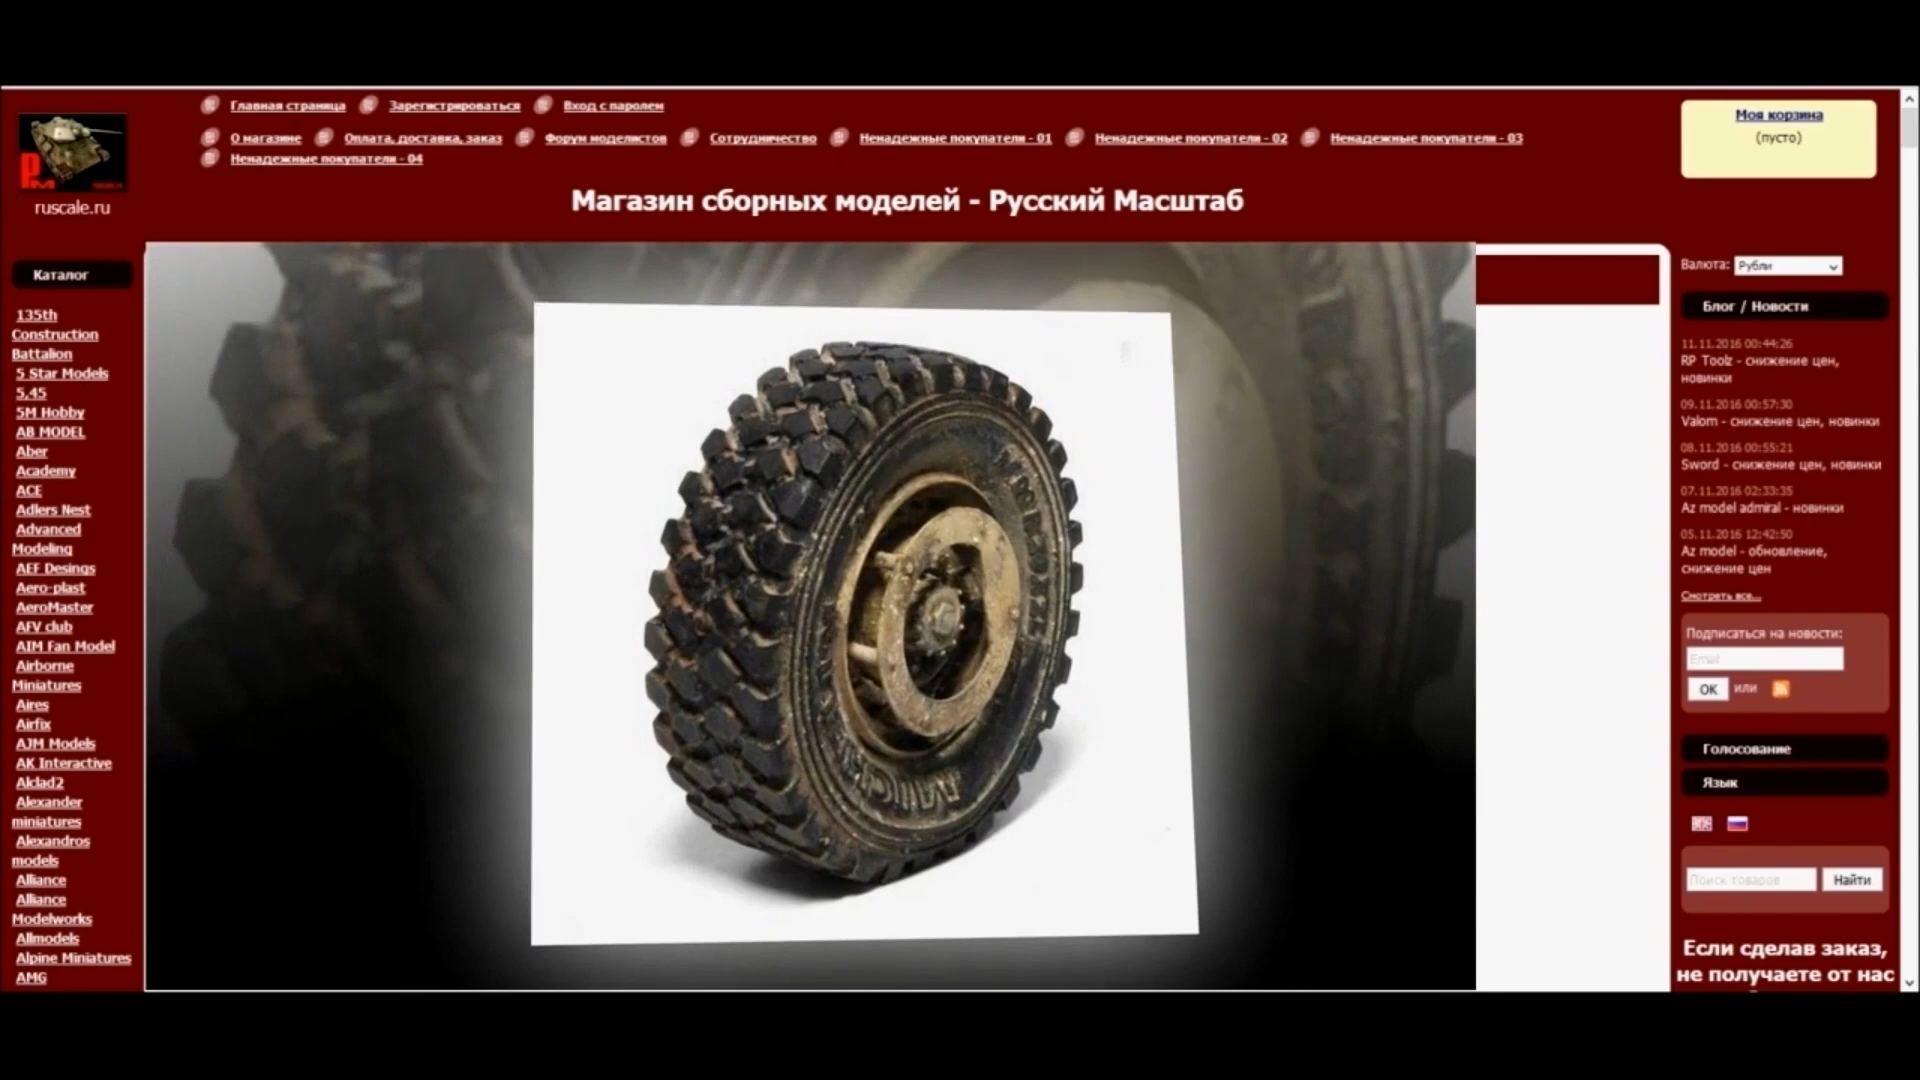 Главная страница Зарегистрироваться Вход с паролем
О магазине Оплата, доставка, заказ Форум моделистов Сотрудничество Ненадежные покупатели - 01 Ненадежные покупатели - 02 Ненадежные покупатели - 03
Ненадежные покупатели - 04
Моя корзина
(пусто)
РМ
ruscale.ru
Магазин сборных моделей - Русский Масштаб
Каталог
135th
Construction
Battalion
5 Star Models
5,45
5M Hobby
AB MODEL
Aber
Academy
ACE
Adlers Nest
Advanced
Modeling
AEF Desings
Aero-plast
AeroMaster
AFV club
AIM Fan Model
Airborne
Miniatures
Aires
Airfix
AJM Models
AK Interactive
Alclad2
Alexander
miniatures
Alexandros
models
Alliance
Alliance
Modelworks
Allmodels
Alpine Miniatures
AMG
Валюта: Рубли
Блог / Новости
11.11.2016 00:44:26
RP Toolz - снижение цен,
новинки
09.11.2016 00:57:30
Valom - снижение цен, новинки
08.11.2016 00:55:21
Sword - снижение цен, новинки
07.11.2016 02:33:35
Az model admiral - новинки
05.11.2016 12:42:50
Az model - обновление,
снижение цен
Смотреть все...
Подписаться на новости:
Email
OK или
Голосование
Язык
Поиск товаров Найти
Если сделав заказ,
не получаете от нас